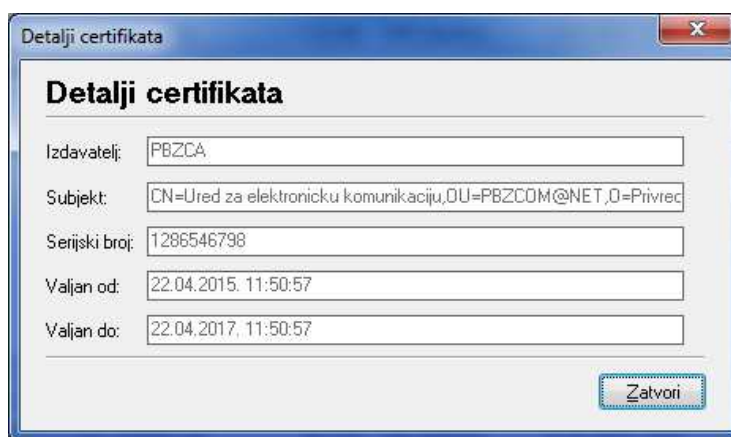 Detalji certifikata
Detalji certifikata
Izdavatelj: PBZCA
Subjekt: CN=Ured za elektronicku komunikaciju,OU=PBZCOM@NET,O=Privrec
Serijski broj: 1286546798
Valjan od: 22.04.2015. 11:50:57
Valjan do: 22.04.2017. 11:50:57
Zatvori